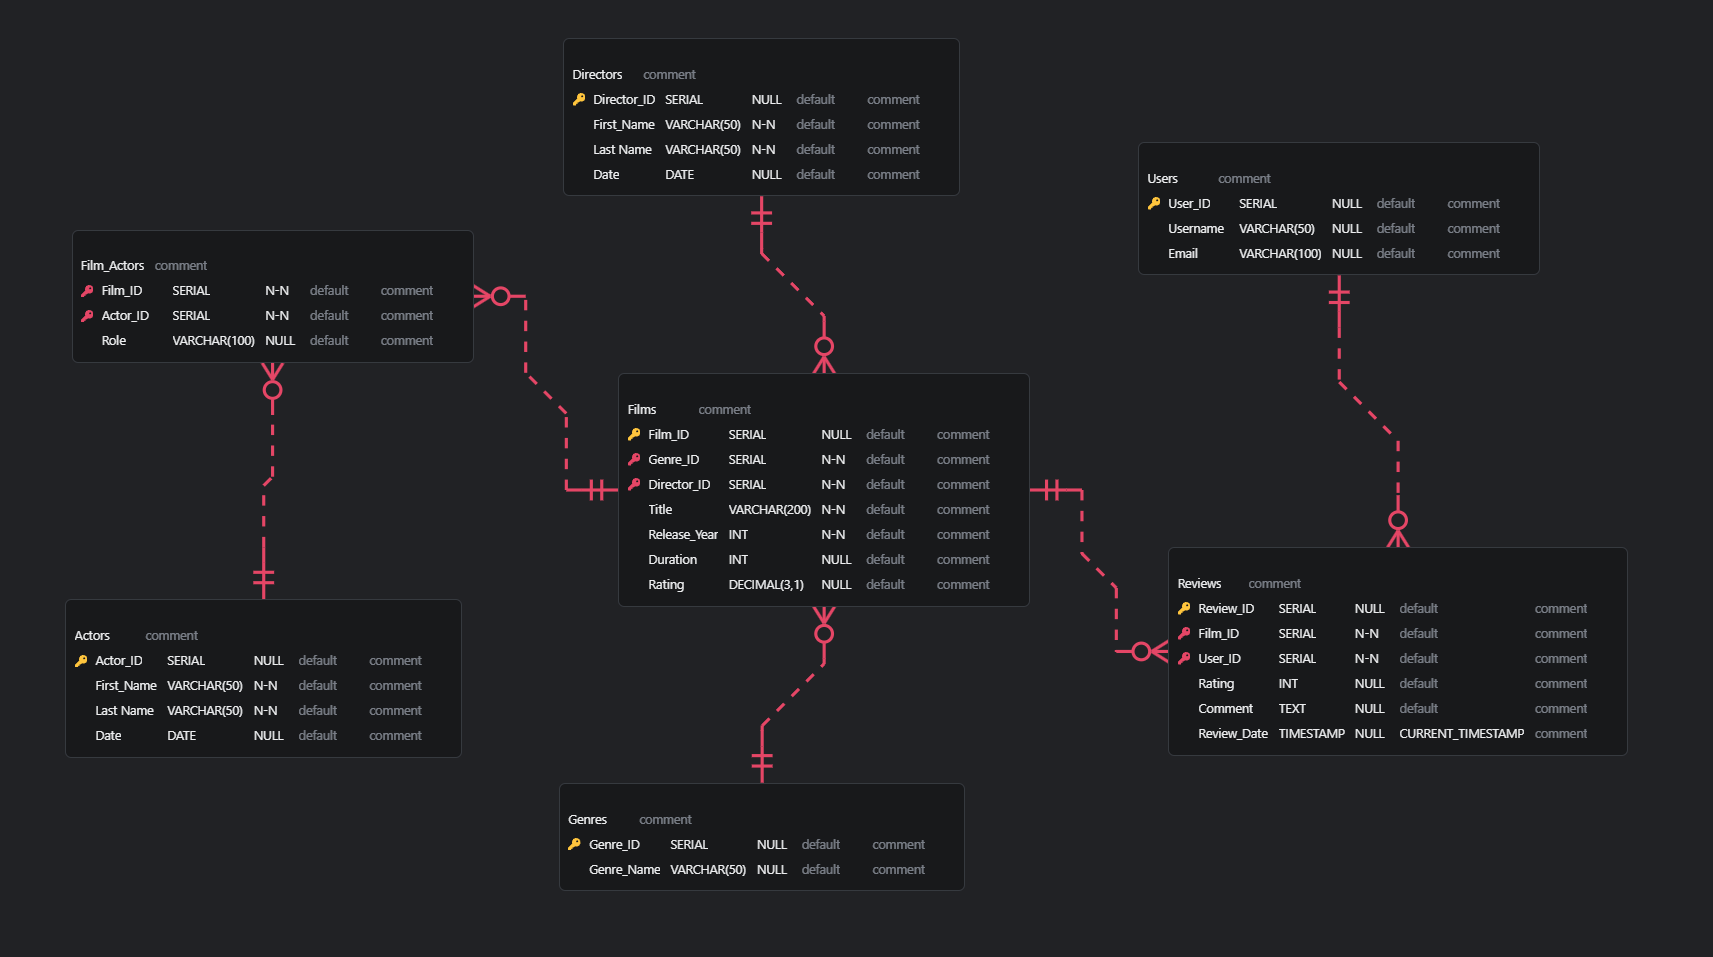 Directors comment
Director_ID SERIAL NULL default comment
First_Name VARCHAR(50) N-N default comment
Last Name VARCHAR(50) N-N default comment
Date DATE NULL default comment
Users comment
User_ID SERIAL NULL default comment
Username VARCHAR(50) NULL default comment
Email VARCHAR(100) NULL default comment
Film_Actors comment
Film_ID SERIAL N-N default comment
Actor_ID SERIAL N-N default comment
Role VARCHAR(100) NULL default comment
Films comment
Film_ID SERIAL NULL default comment
Genre_ID SERIAL N-N default comment
Director_ID SERIAL N-N default comment
Title VARCHAR(200) N-N default comment
Release_Year INT N-N default comment
Duration INT NULL default comment
Rating DECIMAL(3,1) NULL default comment
Reviews comment
Review_ID SERIAL NULL default comment
Film_ID SERIAL N-N default comment
User_ID SERIAL N-N default comment
Rating INT NULL default comment
Comment TEXT NULL default comment
Review_Date TIMESTAMP NULL CURRENT_TIMESTAMP comment
Actors comment
Actor_ID SERIAL NULL default comment
First_Name VARCHAR(50) N-N default comment
Last Name VARCHAR(50) N-N default comment
Date DATE NULL default comment
Genres comment
Genre_ID SERIAL NULL default comment
Genre_Name VARCHAR(50) NULL default comment